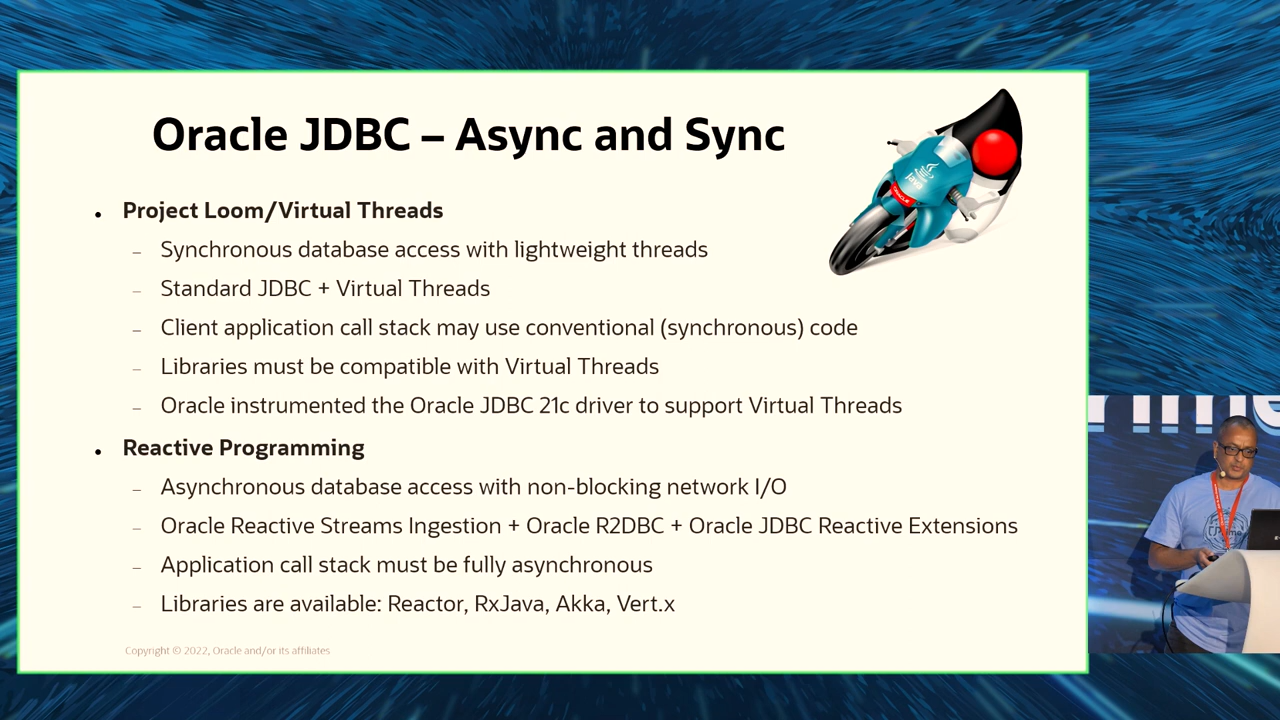 Oracle JDBC – Async and Sync
• Project Loom/Virtual Threads
– Synchronous database access with lightweight threads
– Standard JDBC + Virtual Threads
– Client application call stack may use conventional (synchronous) code
– Libraries must be compatible with Virtual Threads
– Oracle instrumented the Oracle JDBC 21c driver to support Virtual Threads
• Reactive Programming
– Asynchronous database access with non-blocking network I/O
– Oracle Reactive Streams Ingestion + Oracle R2DBC + Oracle JDBC Reactive Extensions
– Application call stack must be fully asynchronous
– Libraries are available: Reactor, RxJava, Akka, Vert.x
Copyright © 2022, Oracle and/or its affiliates
Java
ORACLE